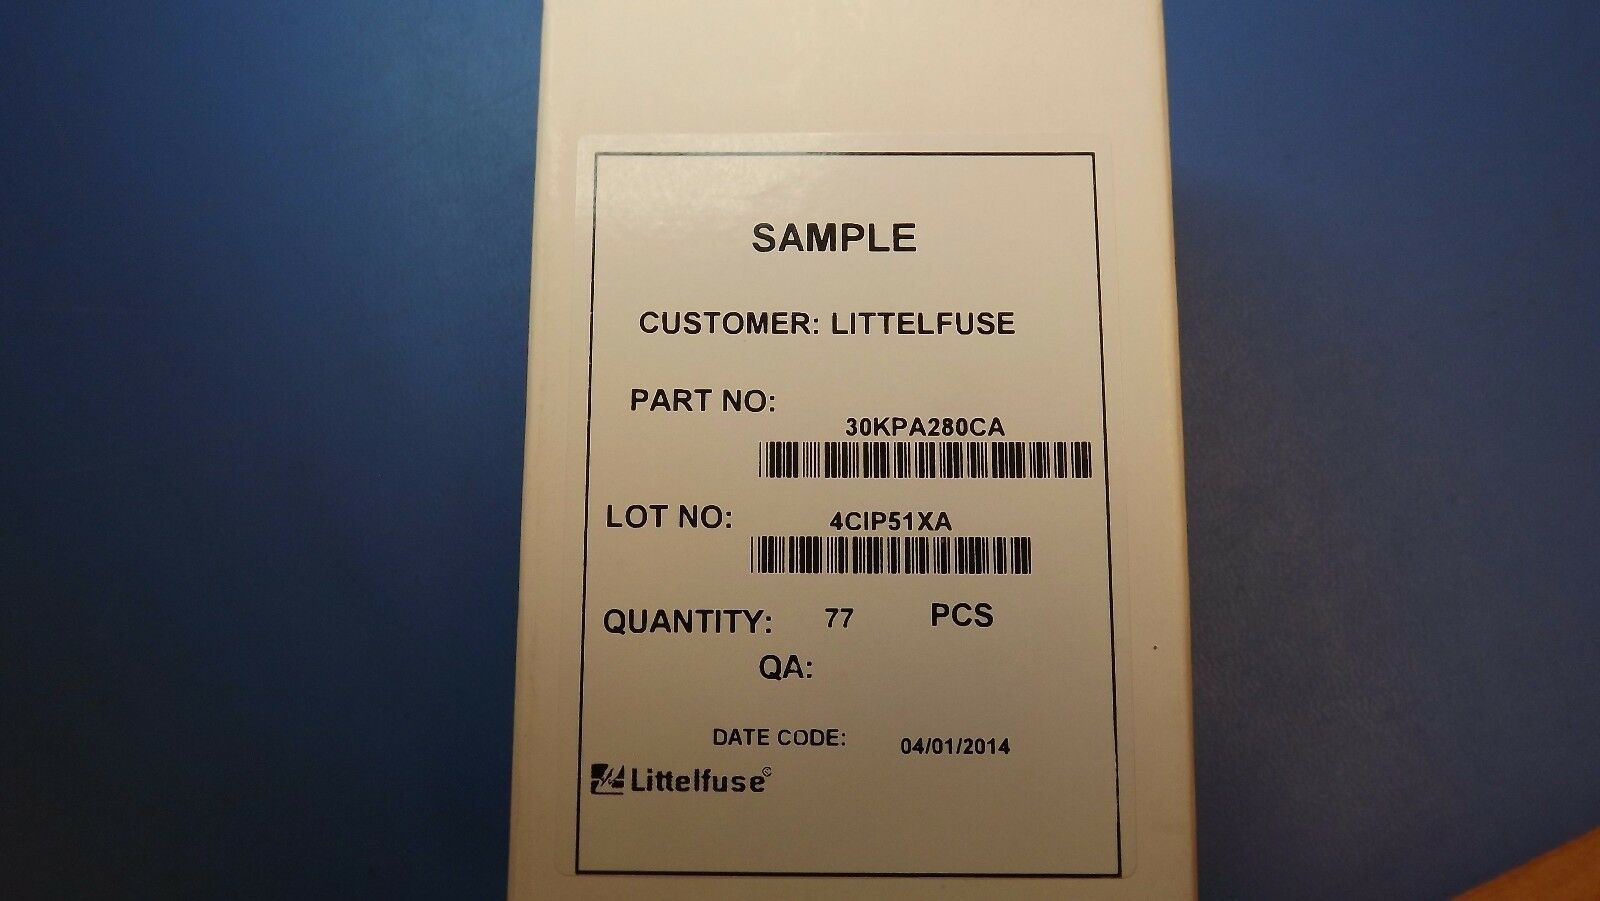 SAMPLE
CUSTOMER: LITTELFUSE
PART NO:
30KPA280CA
LOT NO: 4CIP51XA
QUANTITY: 77 PCS
QA:
DATE CODE: 04/01/2014
Littelfuse®